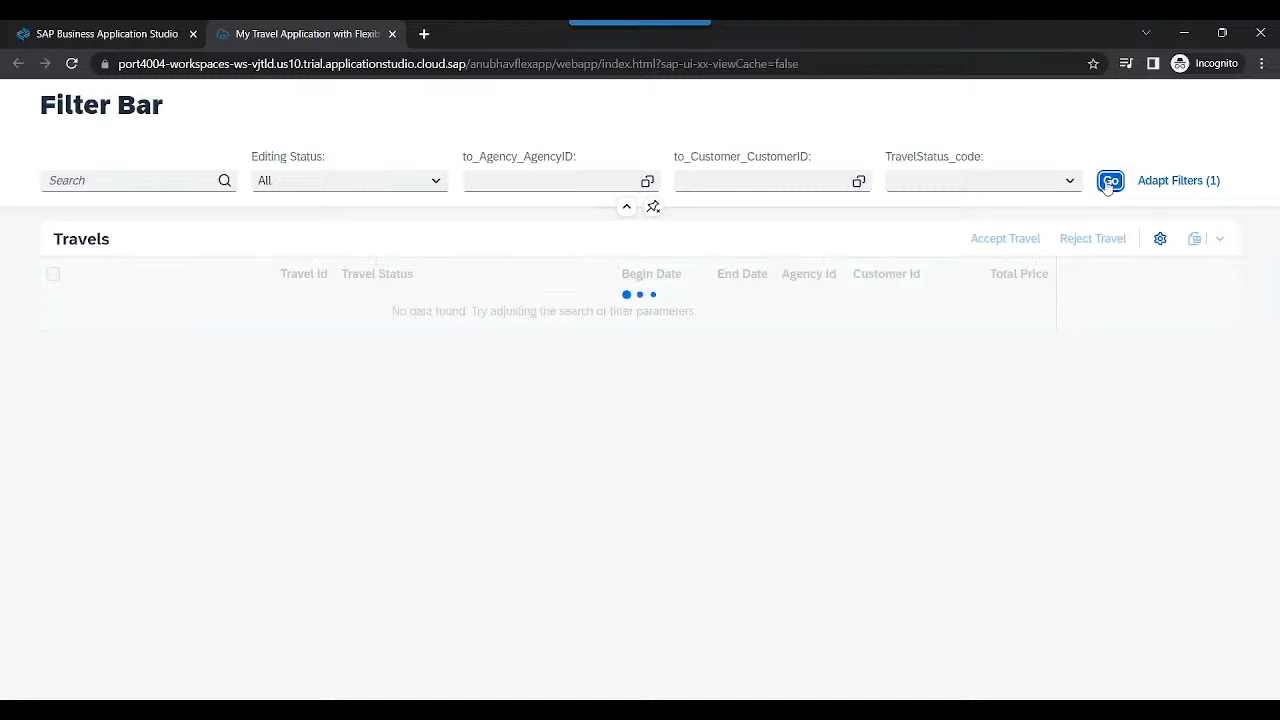 SAP Business Application Studio
My Travel Application with Flexib
port4004-workspaces-ws-vjtld.us10.trial.applicationstudio.cloud.sap/anubhavflexapp/webapp/index.html?sap-ui-xx-viewCache=false
Incognito
Filter Bar
Editing Status:
to_Agency_AgencyID:
to_Customer_CustomerID:
TravelStatus_code:
Search
All
Go
Adapt Filters (1)
Travels
Accept Travel
Reject Travel
Travel Id
Travel Status
Begin Date
End Date
Agency Id
Customer Id
Total Price
No data found. Try adjusting the search or filter parameters.